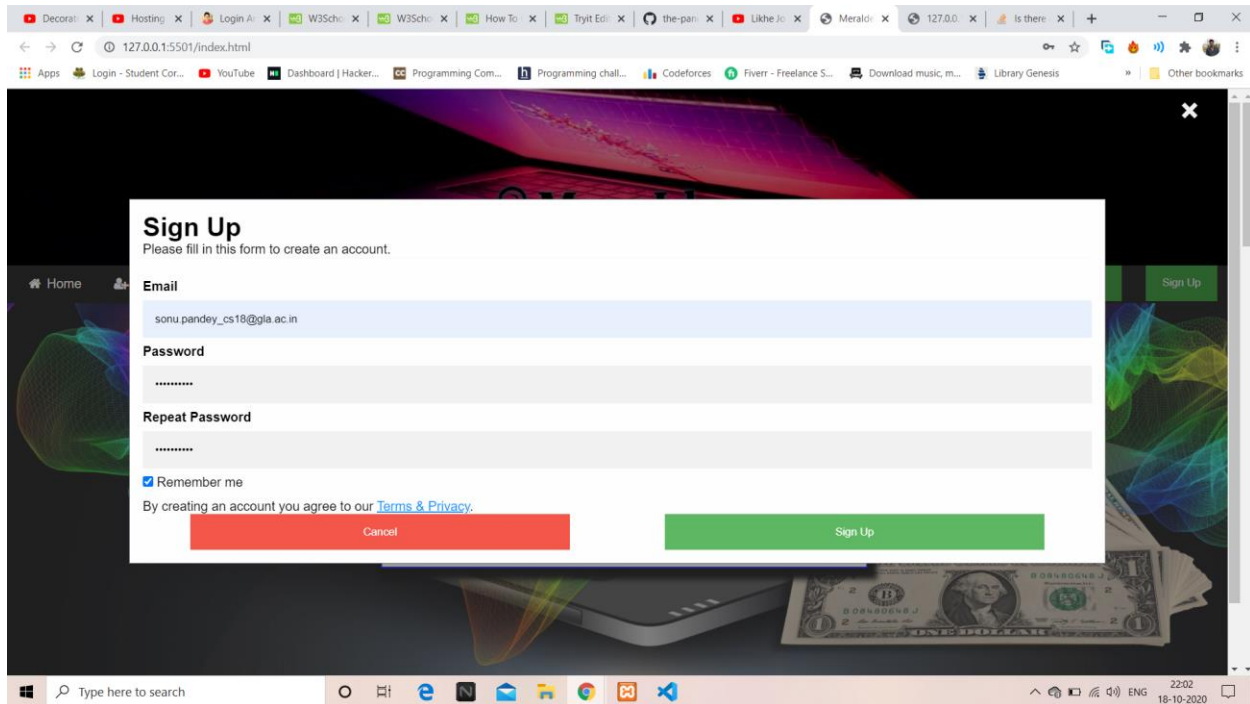 Decorat Hosting Login A W3Scho W3Scho How To Tryit Edit the-pan Likhe Jo Meralde 127.0.0. Is there
127.0.0.1:5501/index.html
Apps Login - Student Cor... YouTube Dashboard | Hacker... Programming Com... Programming chall... Codeforces Fiverr - Freelance S... Download music, m... Library Genesis » Other bookmarks
Sign Up
Please fill in this form to create an account.
Home
Sign Up
Email
sonu.pandey_cs18@gla.ac.in
Password
Repeat Password
Remember me
By creating an account you agree to our Terms & Privacy.
Cancel Sign Up
ONE DOLLAR
Type here to search
ENG
22:02
18-10-2020